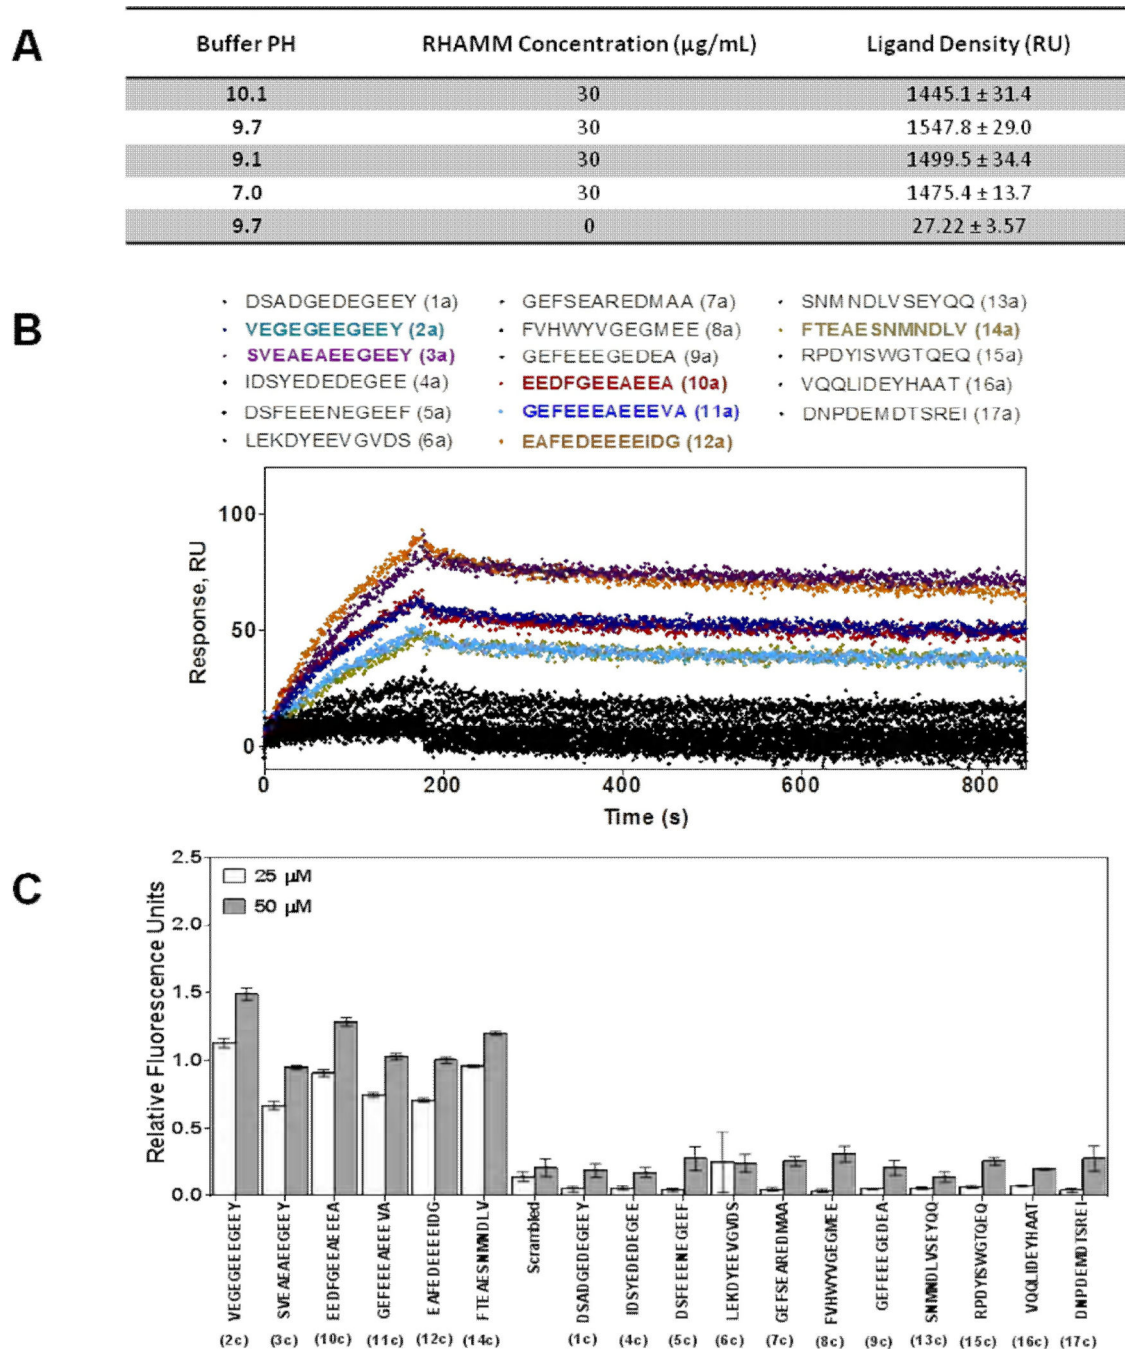 A
Buffer PH RHAMM Concentration (µg/mL) Ligand Density (RU)
10.1 30 1445.1 ± 31.4
9.7 30 1547.8 ± 29.0
9.1 30 1499.5 ± 34.4
7.0 30 1475.4 ± 13.7
9.7 0 27.22 ± 3.57
B
DSADGEDEGEEY (1a) GEFSEAREDMAA (7a) SNMNDLVSEYQQ (13a)
VEGEGEEGEEY (2a) FVHWYVGEGMEE (8a) FTEAESNMNDLV (14a)
SVEAEAEEGEEY (3a) GEFEEEGEDEA (9a) RPDYISWGTQEQ (15a)
IDSYEDEDEGEE (4a) EEDFGEEAEEA (10a) VQQLIDEYHAAT (16a)
DSFEEENEGEEF (5a) GEFEEEAEEEVA (11a) DNPDEMDTSREI (17a)
LEKDYEEVGVDS (6a) EAFEDEEEEIDG (12a)
Response, RU
100
50
0
0 200 400 600 800
Time (s)
C
Relative Fluorescence Units
2.5
2.0
1.5
1.0
0.5
0.0
25 µM
50 µM
VEGEGEEEGEEY
SVEAEAEEGEEY
EEDFGEEAEEEA
GEFEEEAEEEVA
EAFEDEEEEIDG
FTEAESNMNDLV
Scrambled
DSADGEDEGEEY
IDSYEDEDEGEE
DSFEEENEGEEF
LEKDYEEVGVDS
GEFSEAREDMAA
FVHWYVGEGMEE
GEFEEEGEDEA
SNMNDLVSEYQQ
RPDYISWGTQEQ
VQQLIDEYHAAT
DNPDEMDTSREI
(2c) (3c) (10c) (11c) (12c) (14c) (1c) (4c) (5c) (6c) (7c) (8c) (9c) (13c) (15c) (16c) (17c)